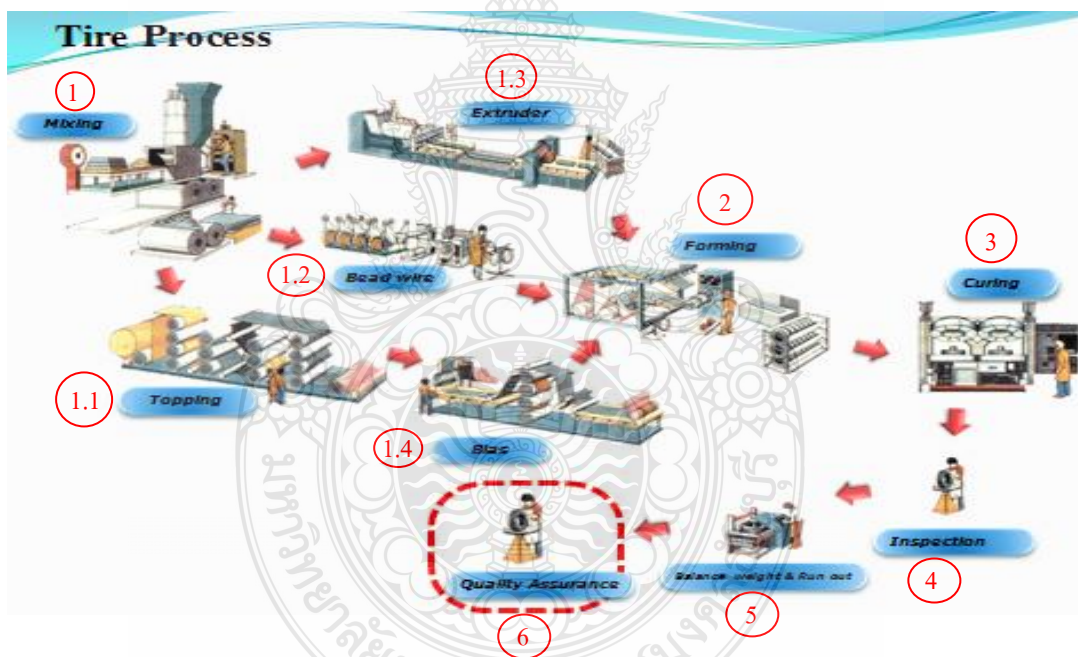 Tire Process
1
Mixing
1.3
Extruder
2
Forming
3
Curing
1.2
Bead wire
1.1
Topping
1.4
Bias
Inspection
4
Balance weight & Run out
5
Quality Assurance
6